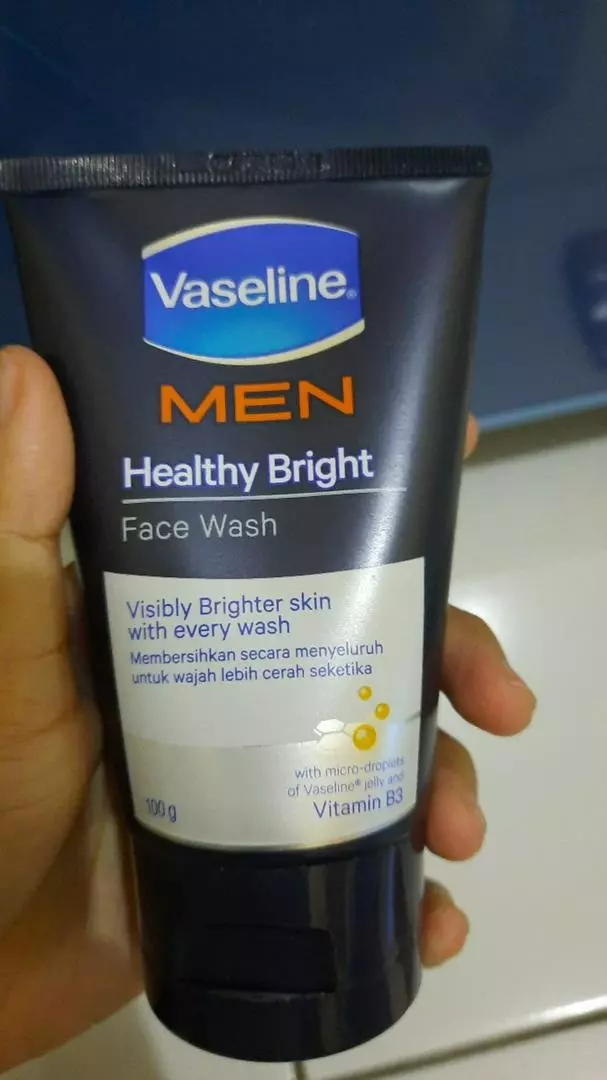 Vaseline®
MEN
Healthy Bright
Face Wash
Visibly Brighter skin
with every wash
Membersihkan secara menyeluruh
untuk wajah lebih cerah seketika
with micro-droplets
of Vaseline® jelly and
Vitamin B3
100 g